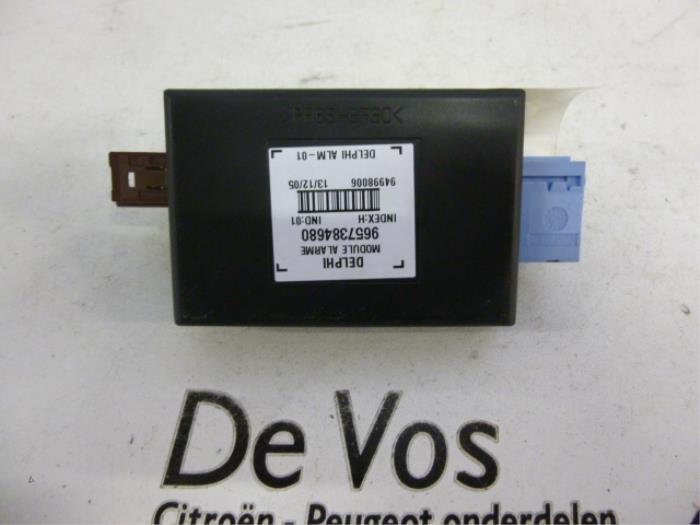 DELPHI
MODULE ALARME
9657384680
INDEX:H IND:01
94998006 13/12/05
DELPHI ALM-01
De Vos
Citroën - Peugeot onderdelen